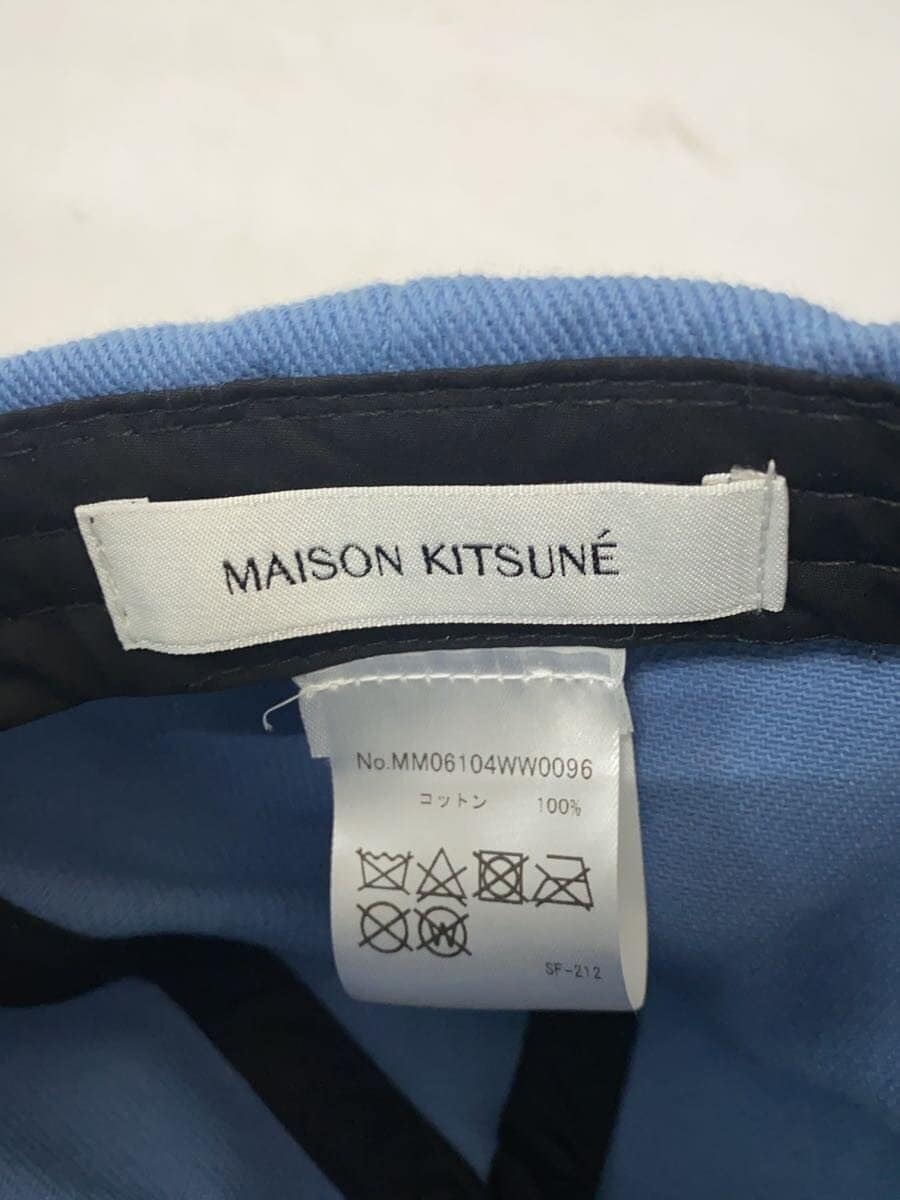 MAISON KITSUNÉ
No.MM06104WW0096
コットン 100%
W
SF-212